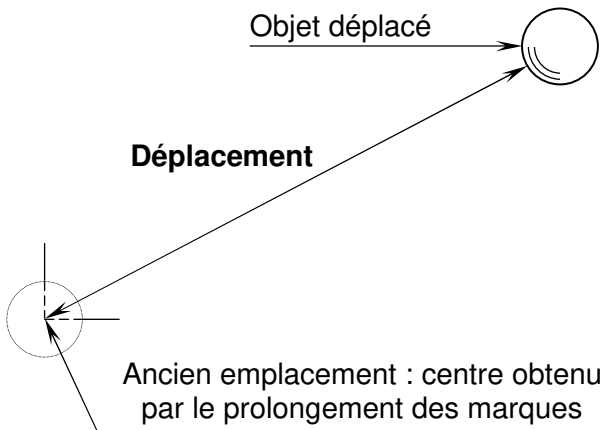 Objet déplacé
Déplacement
Ancien emplacement : centre obtenu
par le prolongement des marques